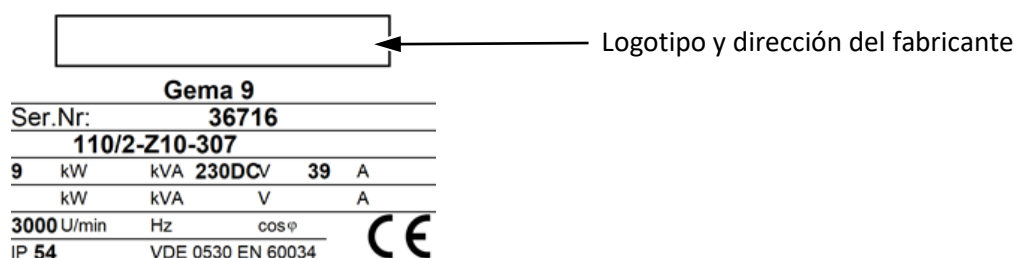 Logotipo y dirección del fabricante
Gema 9
Ser.Nr: 36716
110/2-Z10-307
9 kW kVA 230DCV 39 A
kW kVA V A
3000 U/min Hz cosφ
IP 54 VDE 0530 EN 60034 CE